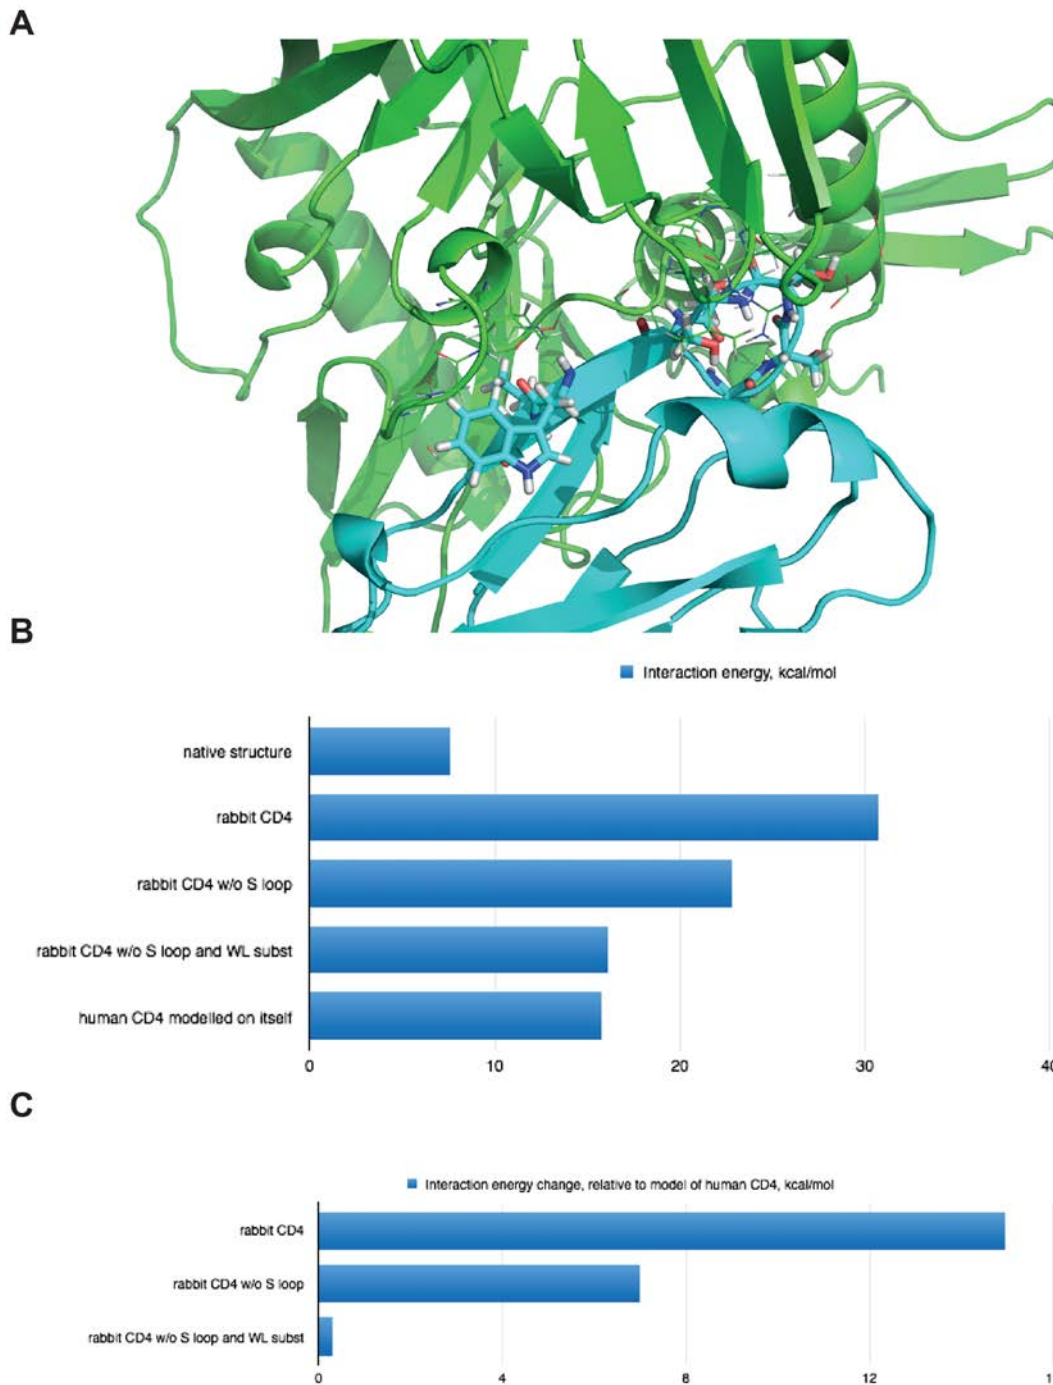 A
B
Interaction energy, kcal/mol
native structure
rabbit CD4
rabbit CD4 w/o S loop
rabbit CD4 w/o S loop and WL subst
human CD4 modelled on itself
0 10 20 30 40
C
Interaction energy change, relative to model of human CD4, kcal/mol
rabbit CD4
rabbit CD4 w/o S loop
rabbit CD4 w/o S loop and WL subst
0 4 8 12